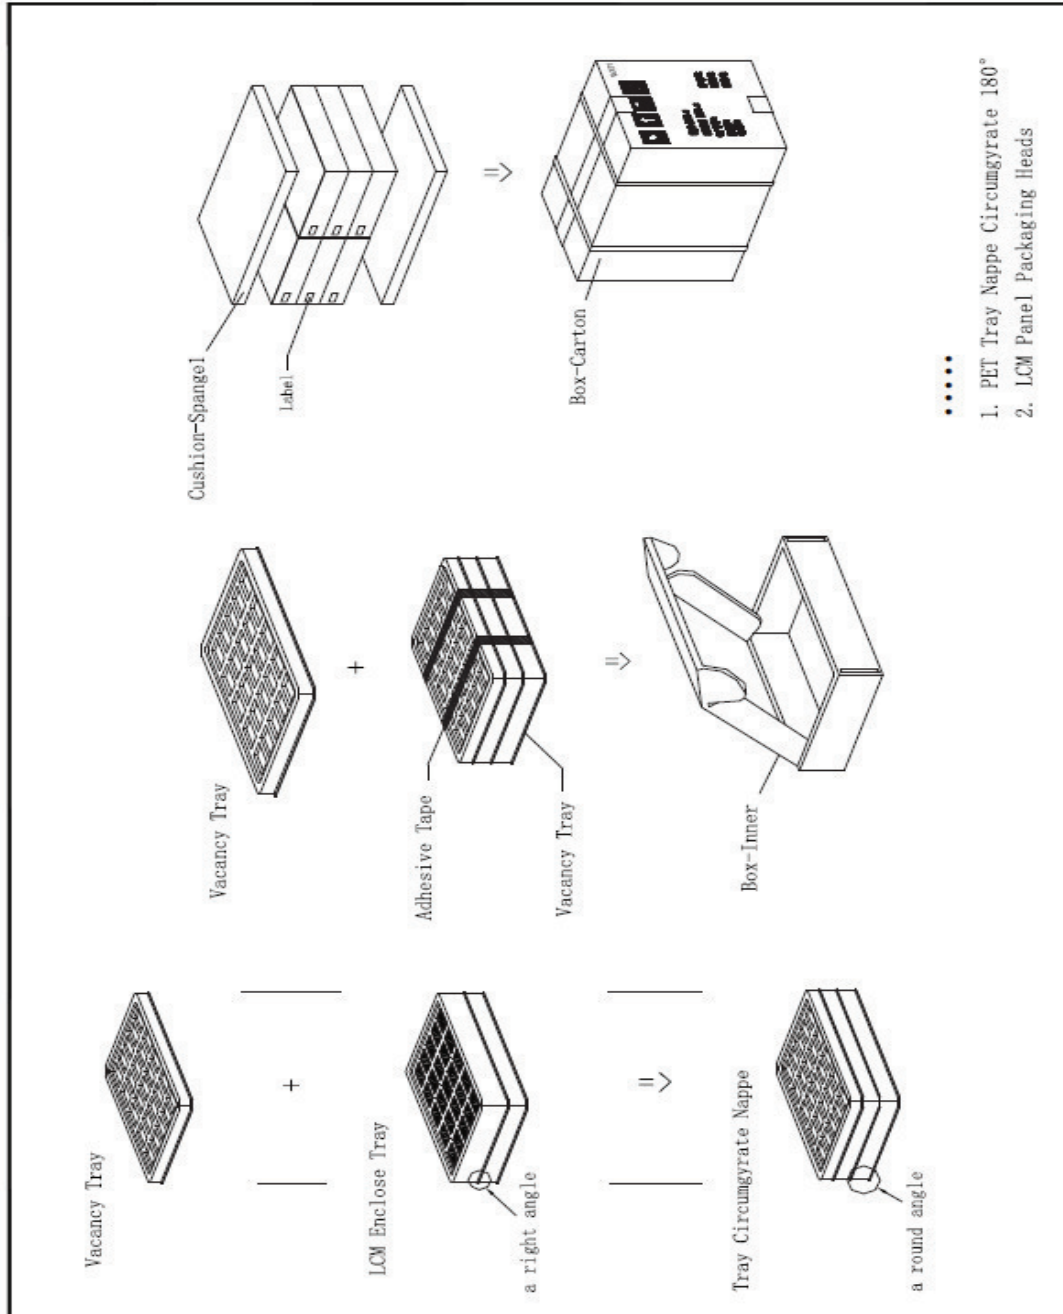 Vacancy Tray
+
LCM Enclose Tray
a right angle
Tray Circumgyrate Nappe
a round angle
Vacancy Tray
+
Adhesive Tape
Vacancy Tray
Box-Inner
Cushion-Spangel
Label
Box-Carton
1. PET Tray Nappe Circumgyrate 180°
2. LCM Panel Packaging Heads